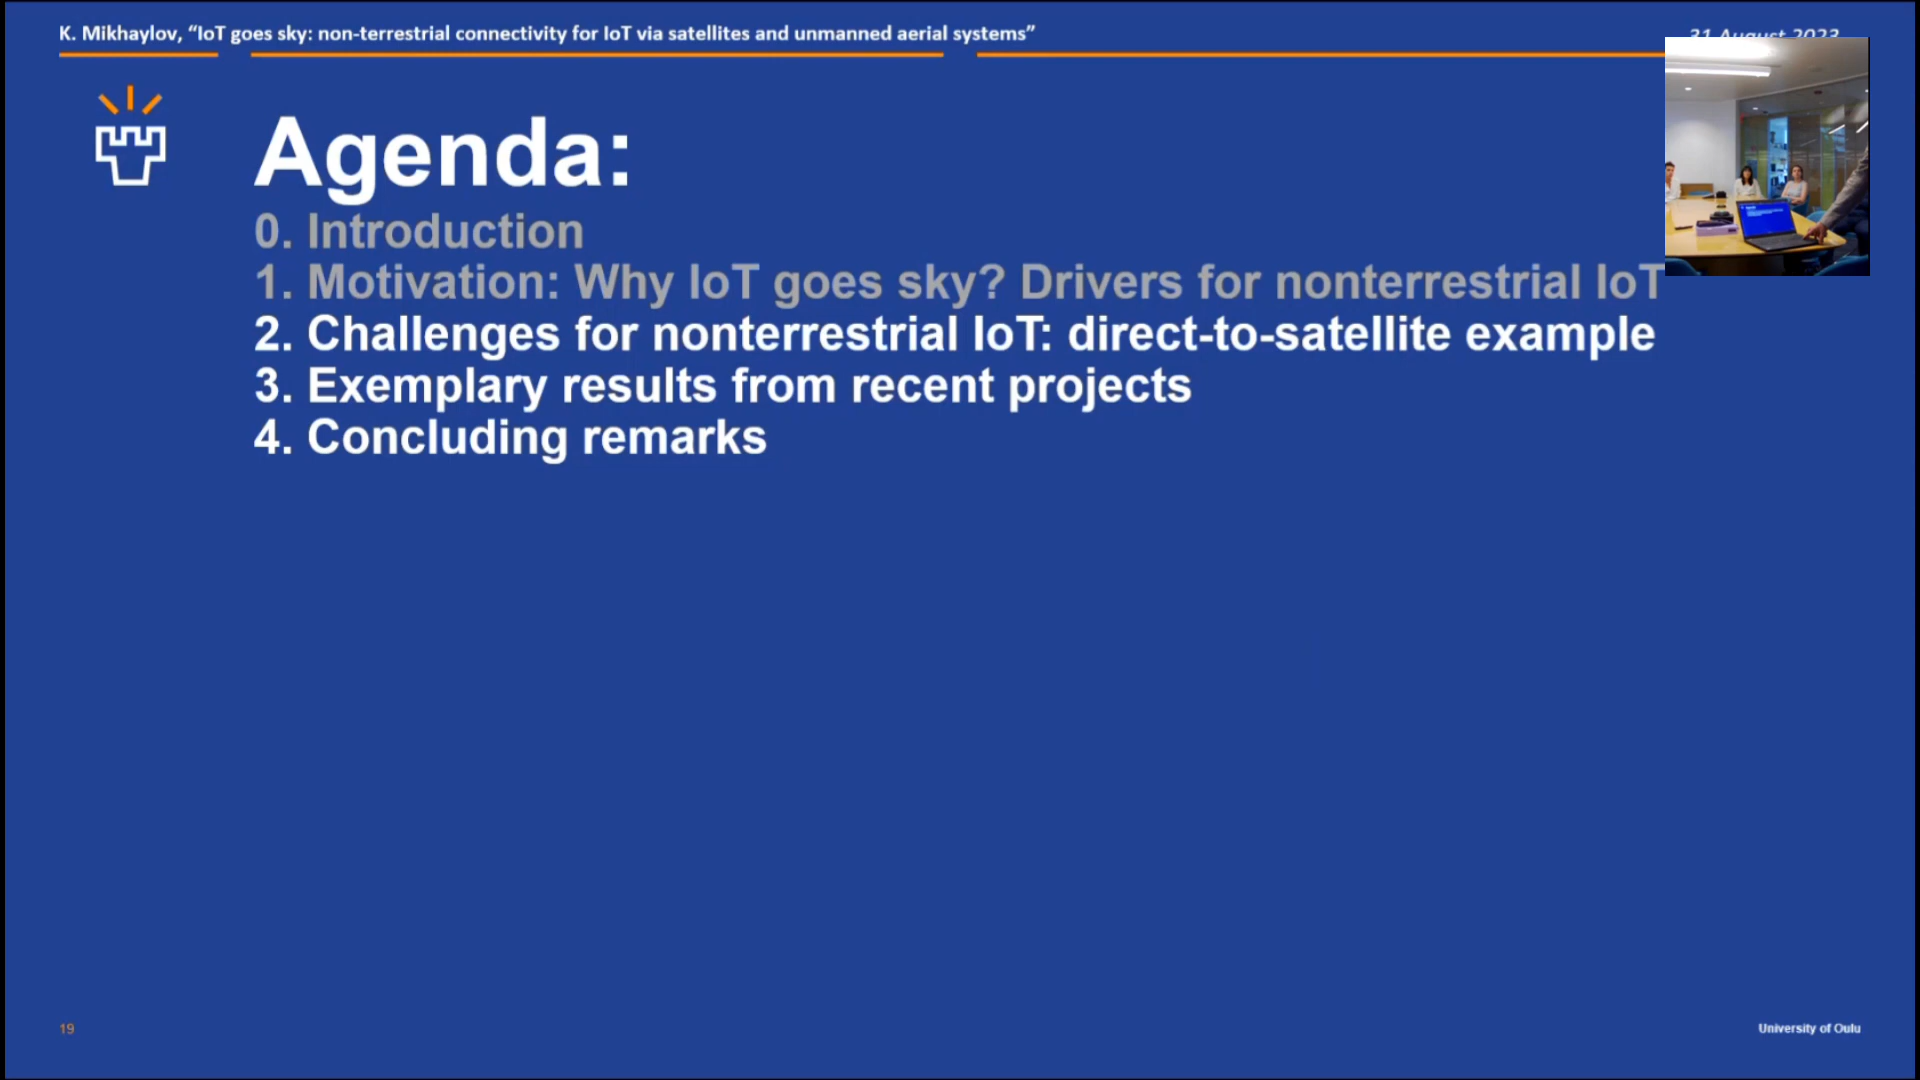 K. Mikhaylov, “IoT goes sky: non-terrestrial connectivity for IoT via satellites and unmanned aerial systems”
31 August 2023
Agenda:
0. Introduction
1. Motivation: Why IoT goes sky? Drivers for nonterrestrial IoT
2. Challenges for nonterrestrial IoT: direct-to-satellite example
3. Exemplary results from recent projects
4. Concluding remarks
19
University of Oulu